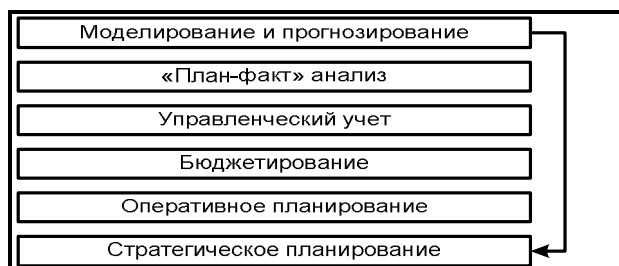 Моделирование и прогнозирование
«План-факт» анализ
Управленческий учет
Бюджетирование
Оперативное планирование
Стратегическое планирование